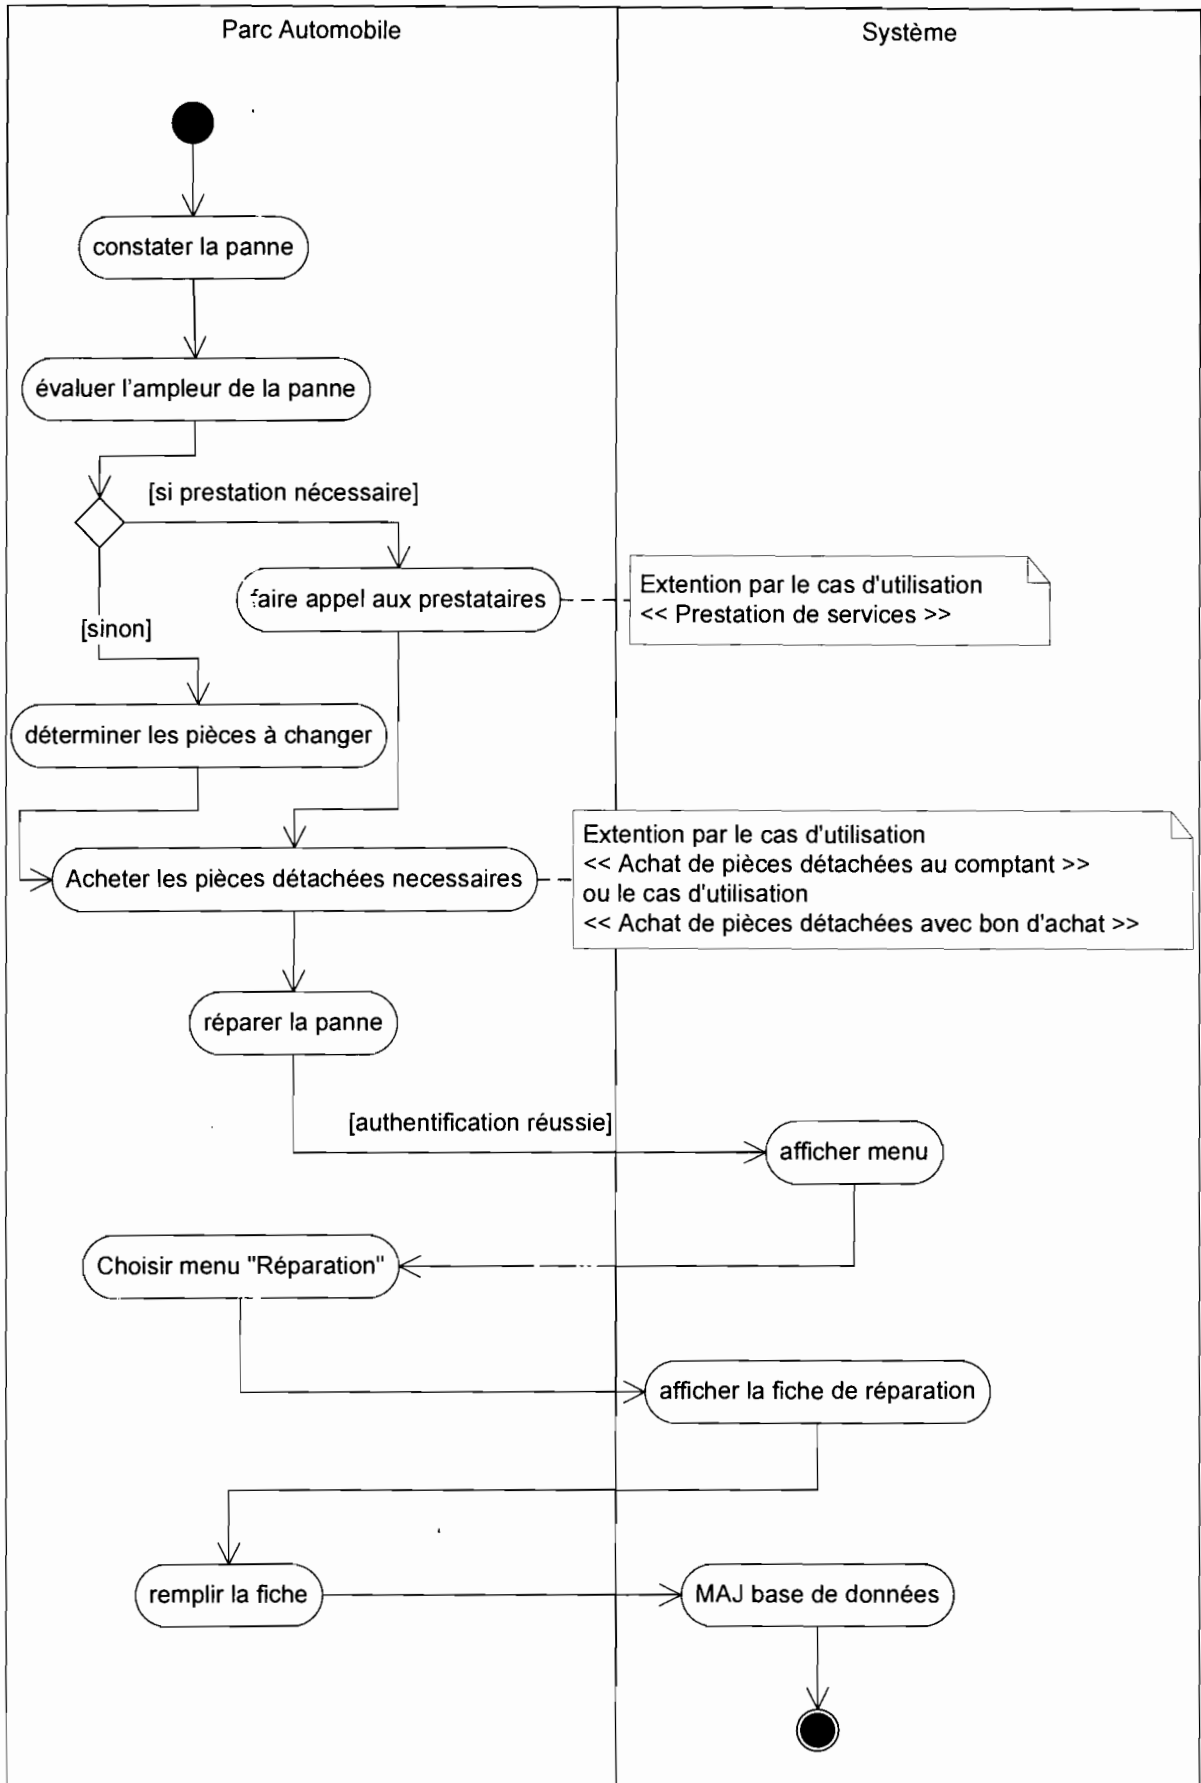 Parc Automobile
Système
constater la panne
évaluer l'ampleur de la panne
[si prestation nécessaire]
faire appel aux prestataires
Extention par le cas d'utilisation
<< Prestation de services >>
[sinon]
déterminer les pièces à changer
Acheter les pièces détachées necessaires
Extention par le cas d'utilisation
<< Achat de pièces détachées au comptant >>
ou le cas d'utilisation
<< Achat de pièces détachées avec bon d'achat >>
réparer la panne
[authentification réussie]
afficher menu
Choisir menu "Réparation"
afficher la fiche de réparation
remplir la fiche
MAJ base de données